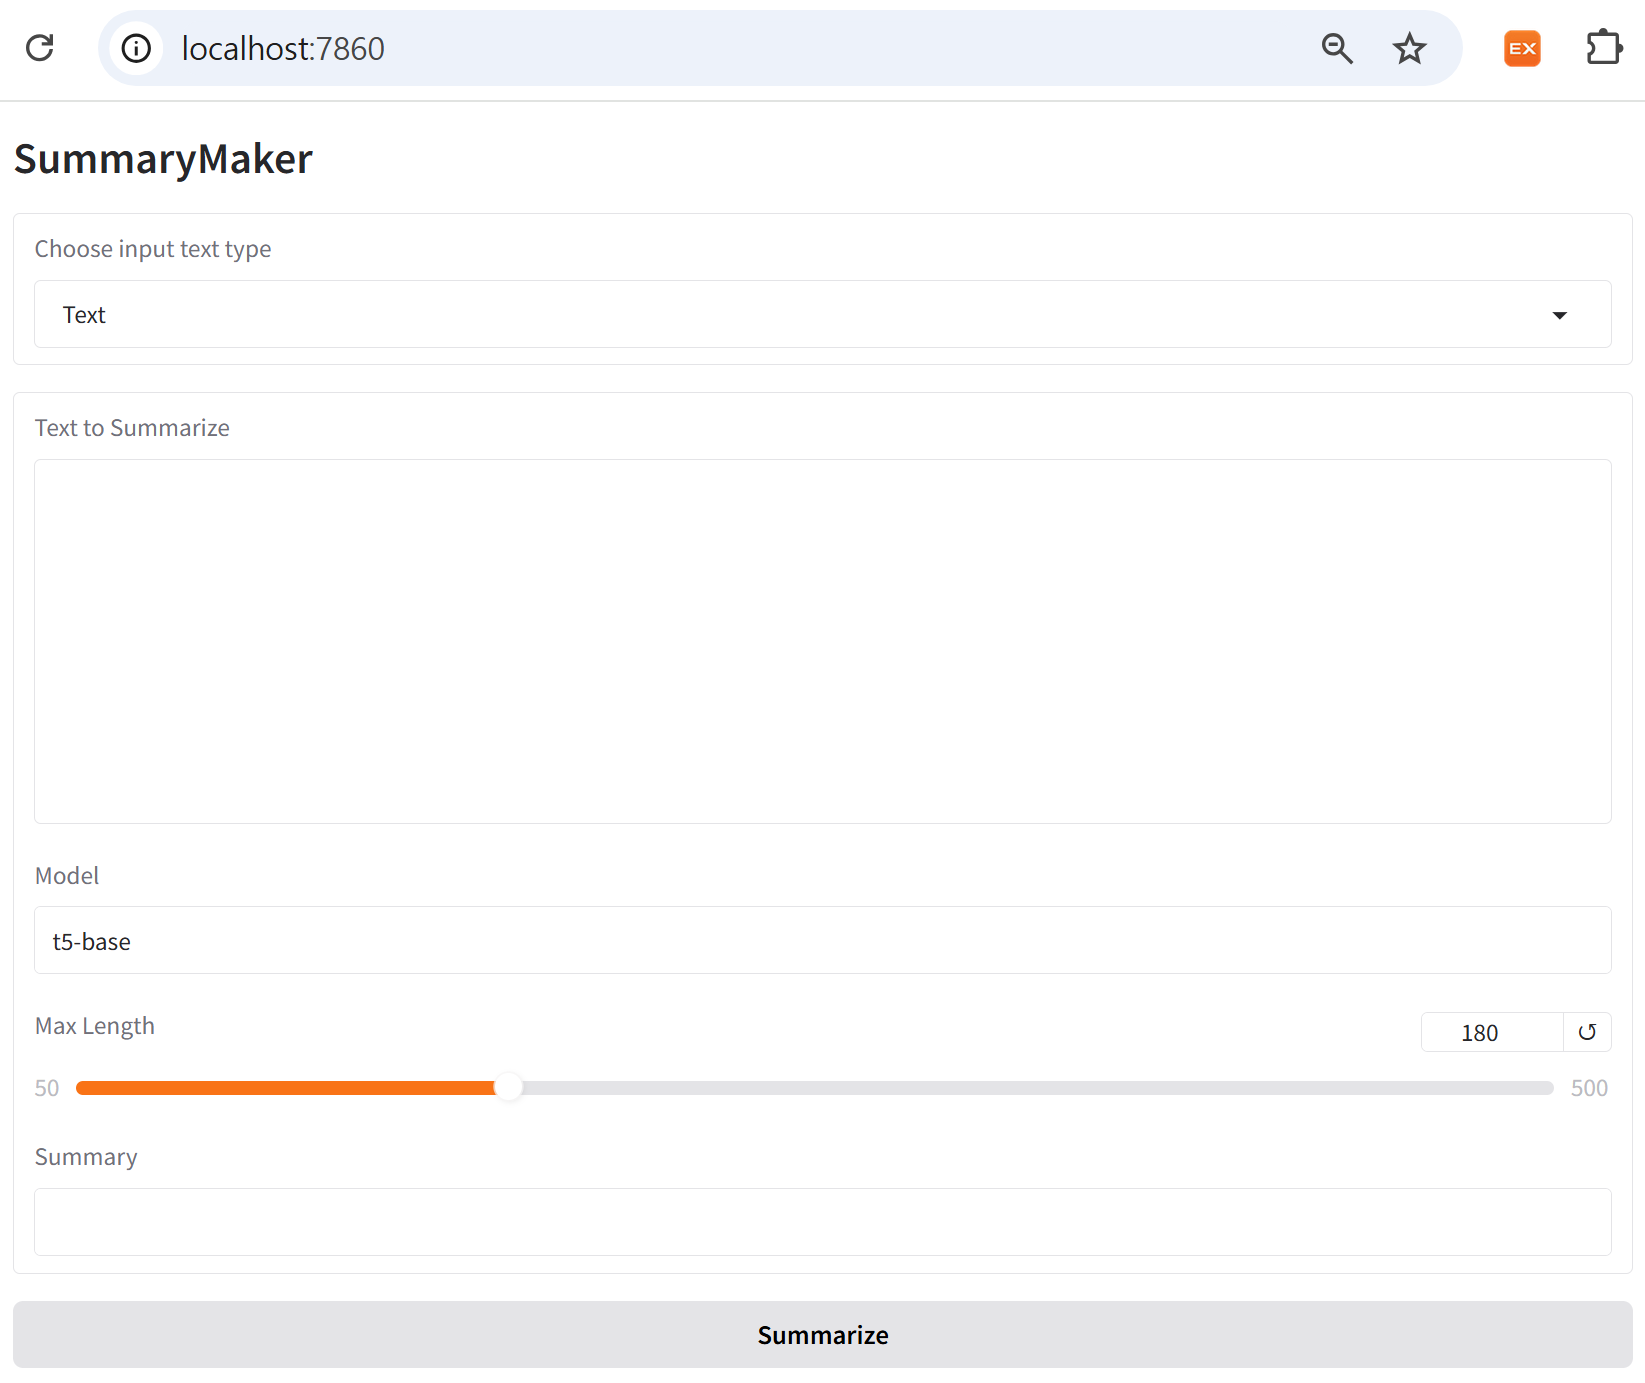 localhost:7860
EX
SummaryMaker
Choose input text type
Text
Text to Summarize
Model
t5-base
Max Length
180
50
500
Summary
Summarize